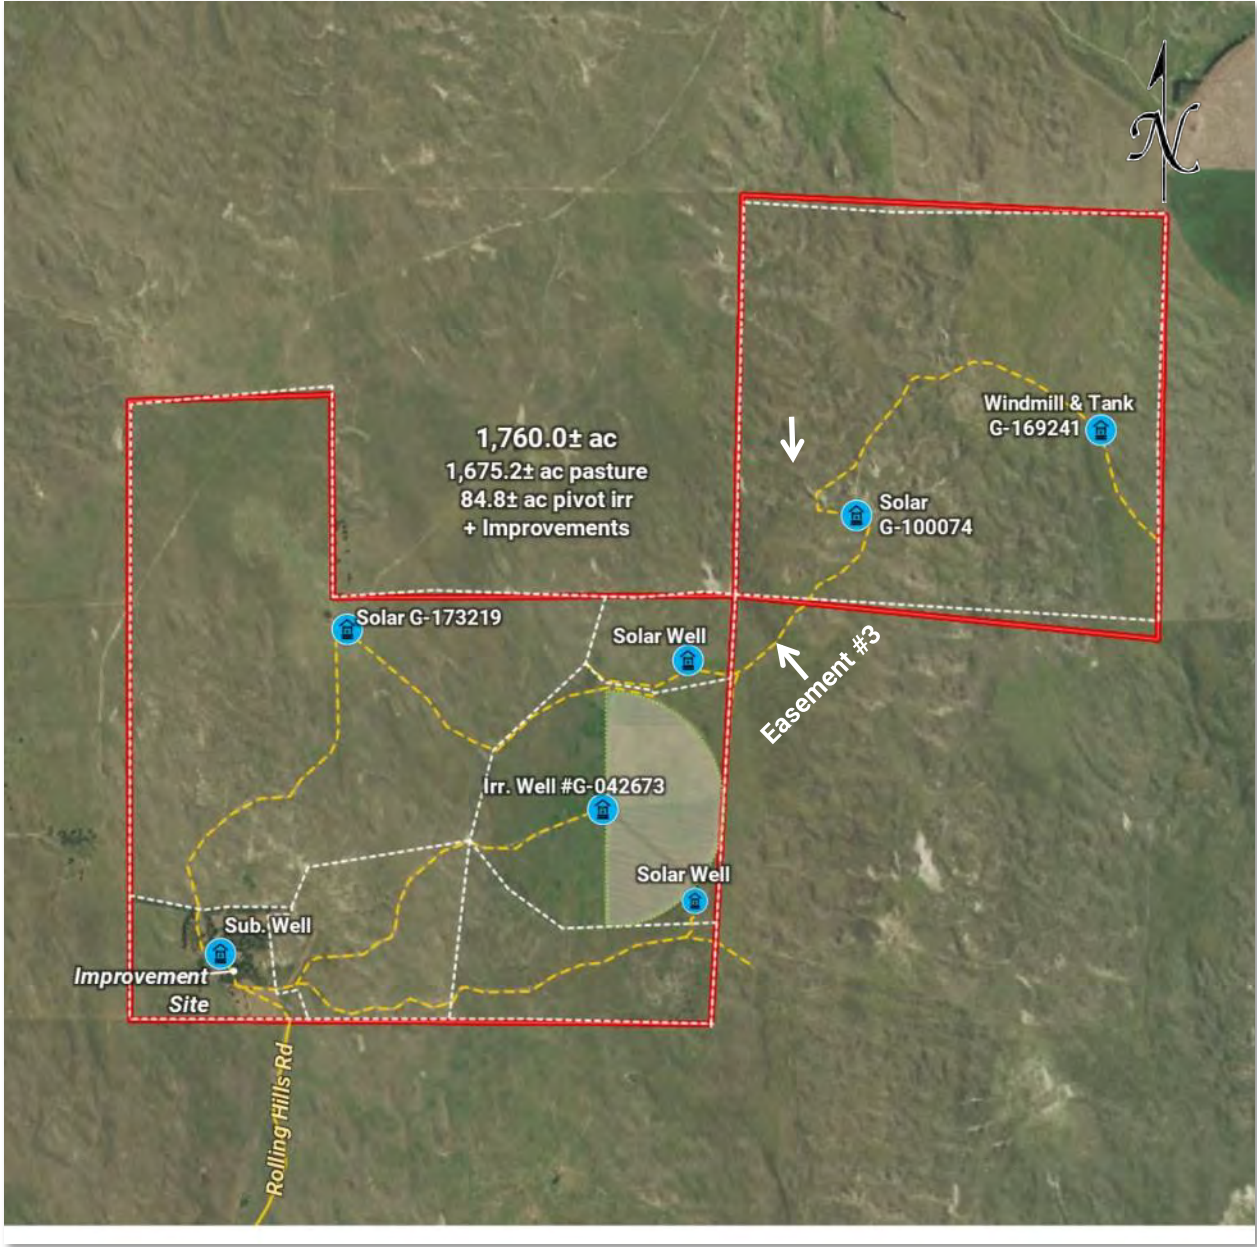 N
1,760.0± ac
1,675.2± ac pasture
84.8± ac pivot irr
+ Improvements
Windmill & Tank
G-169241
Solar
G-100074
Solar G-173219
Solar Well
Easement #3
Irr. Well #G-042673
Solar Well
Sub. Well
Improvement
Site
Rolling Hills Rd